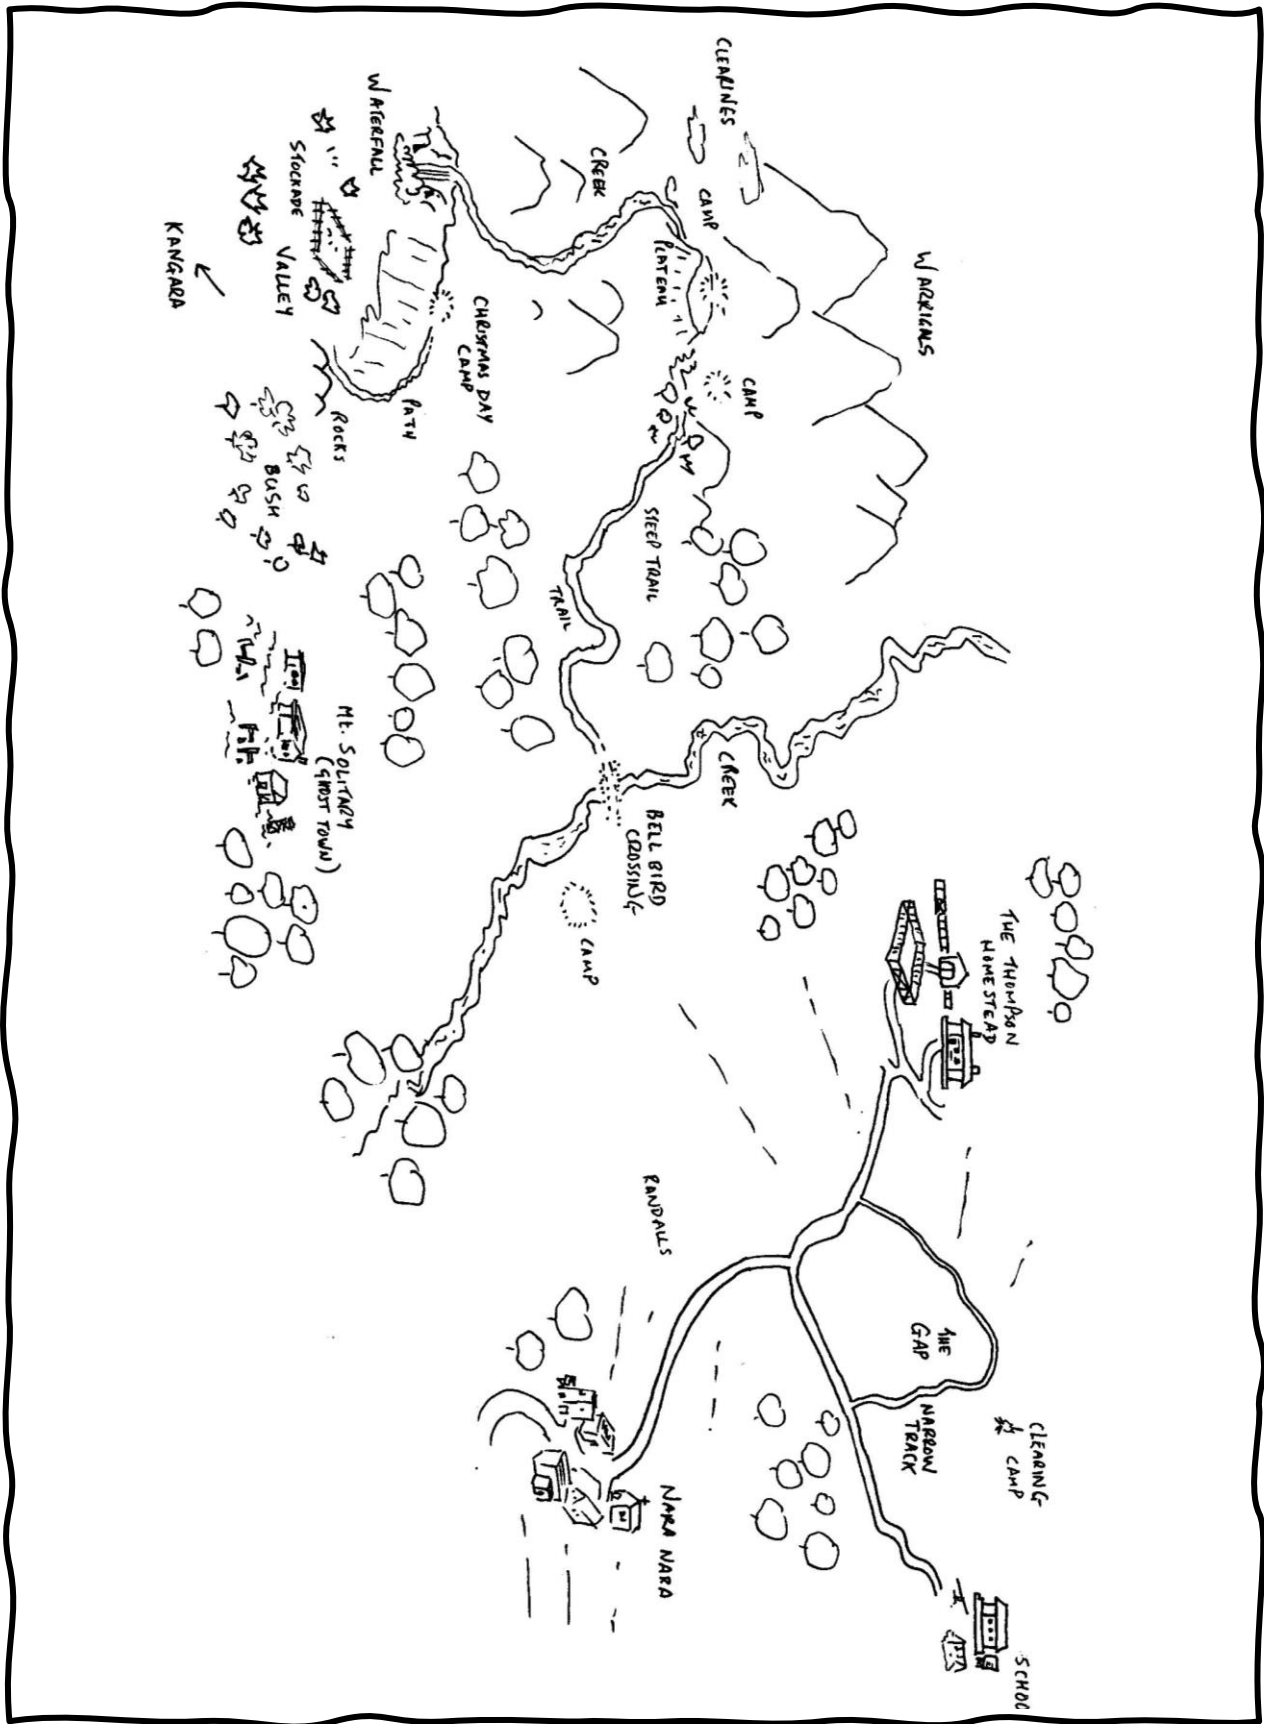 CLEARINGS
WARRIGALS
CAMP
CREEK
PLATEAU
WATERFALL
STOCKADE
VALLEY
KANGARA
CHRISTMAS DAY
CAMP
PATH
ROCKS
BUSH
CAMP
STEEP TRAIL
TRAIL
CREEK
BELL BIRD
CROSSING
CAMP
Mt. SOLITARY
(GHOST TOWN)
THE THOMPSON
HOMESTEAD
RANDALLS
THE
GAP
NARROW
TRACK
CLEARING
CAMP
NARA NARA
SCHOO